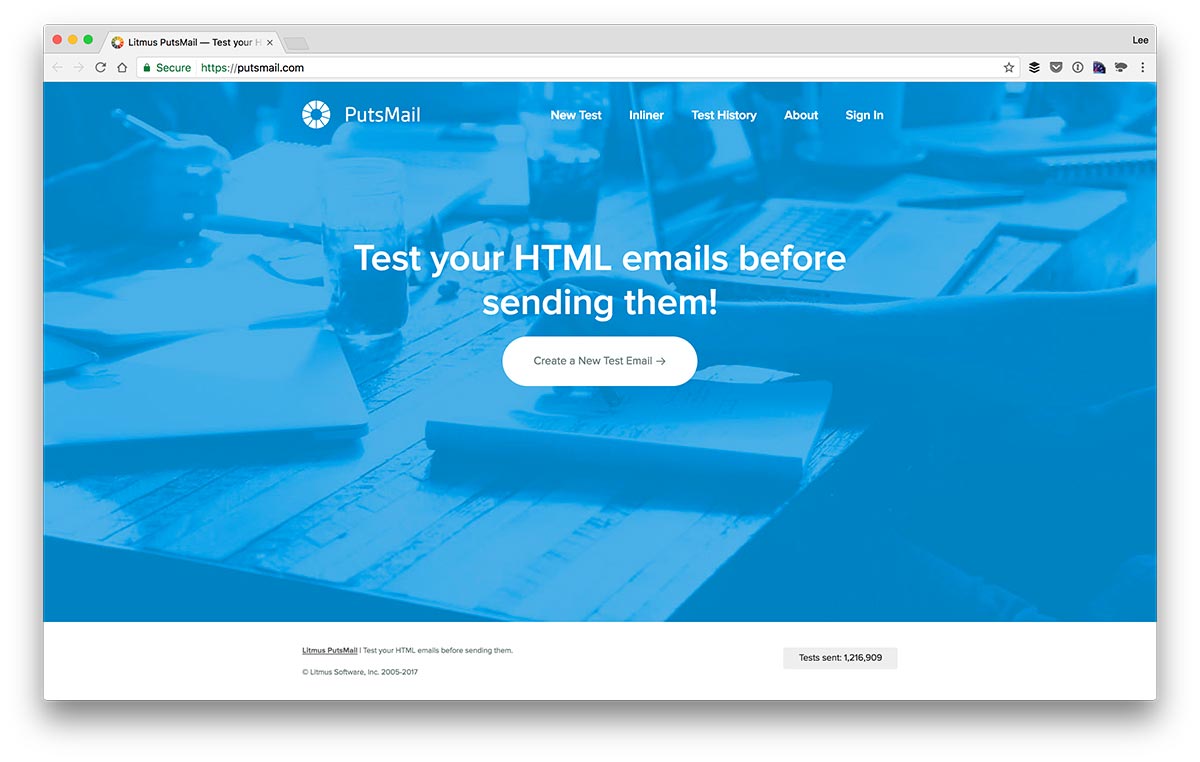 Litmus PutsMail — Test your H
Lee
Secure https://putsmail.com
PutsMail
New Test Inliner Test History About Sign In
Test your HTML emails before
sending them!
Create a New Test Email →
Litmus PutsMail | Test your HTML emails before sending them.
Tests sent: 1,216,909
© Litmus Software, Inc. 2005-2017